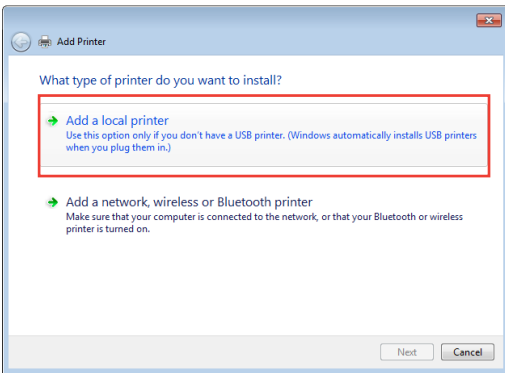 Add Printer
What type of printer do you want to install?
Add a local printer
Use this option only if you don't have a USB printer. (Windows automatically installs USB printers
when you plug them in.)
Add a network, wireless or Bluetooth printer
Make sure that your computer is connected to the network, or that your Bluetooth or wireless
printer is turned on.
Next Cancel